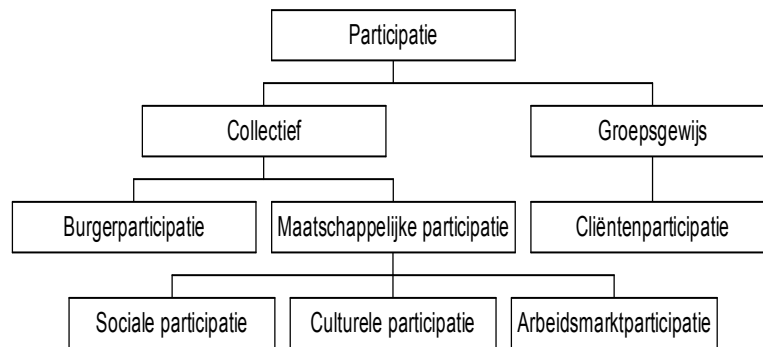 Participatie
Collectief
Groepsgewijs
Burgerparticipatie
Maatschappelijke participatie
Cliëntenparticipatie
Sociale participatie
Culturele participatie
Arbeidsmarktparticipatie